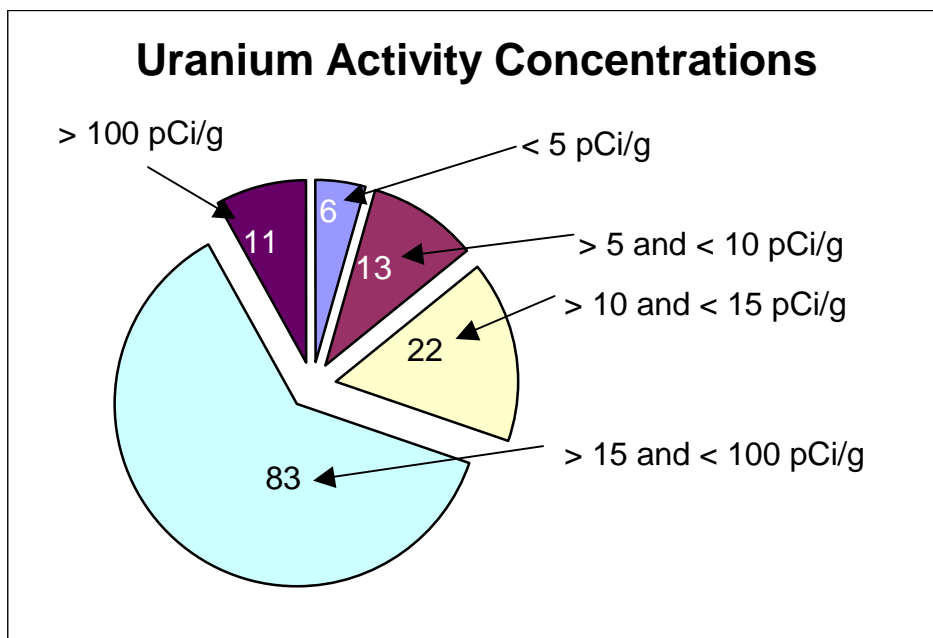 Uranium Activity Concentrations
> 100 pCi/g
< 5 pCi/g
6
11
13
> 5 and < 10 pCi/g
> 10 and < 15 pCi/g
22
> 15 and < 100 pCi/g
83